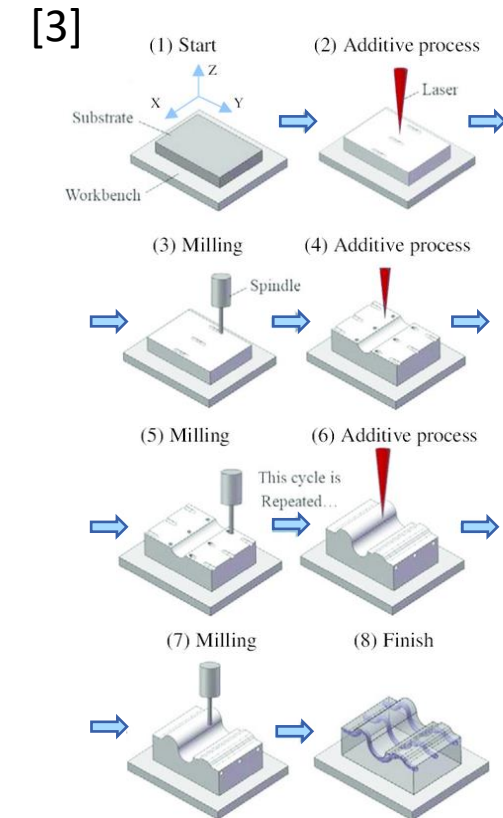 [3]
(1) Start
(2) Additive process
Z
X
Y
Laser
Substrate
Workbench
(3) Milling
(4) Additive process
Spindle
(5) Milling
(6) Additive process
This cycle is
Repeated...
(7) Milling
(8) Finish